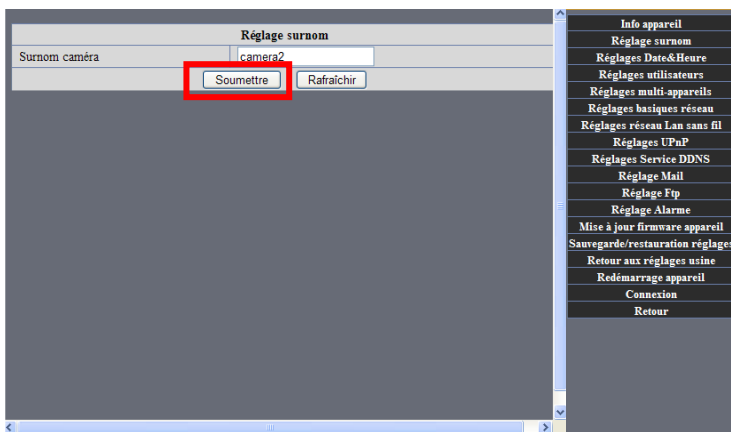 Réglage surnom
Surnom caméra camera2
Soumettre Rafraîchir
Info appareil
Réglage surnom
Réglages Date&Heure
Réglages utilisateurs
Réglages multi-appareils
Réglages basiques réseau
Réglages réseau Lan sans fil
Réglages UPnP
Réglages Service DDNS
Réglage Mail
Réglage Ftp
Réglage Alarme
Mise à jour firmware appareil
Sauvegarde/restauration réglages
Retour aux réglages usine
Redémarrage appareil
Connexion
Retour